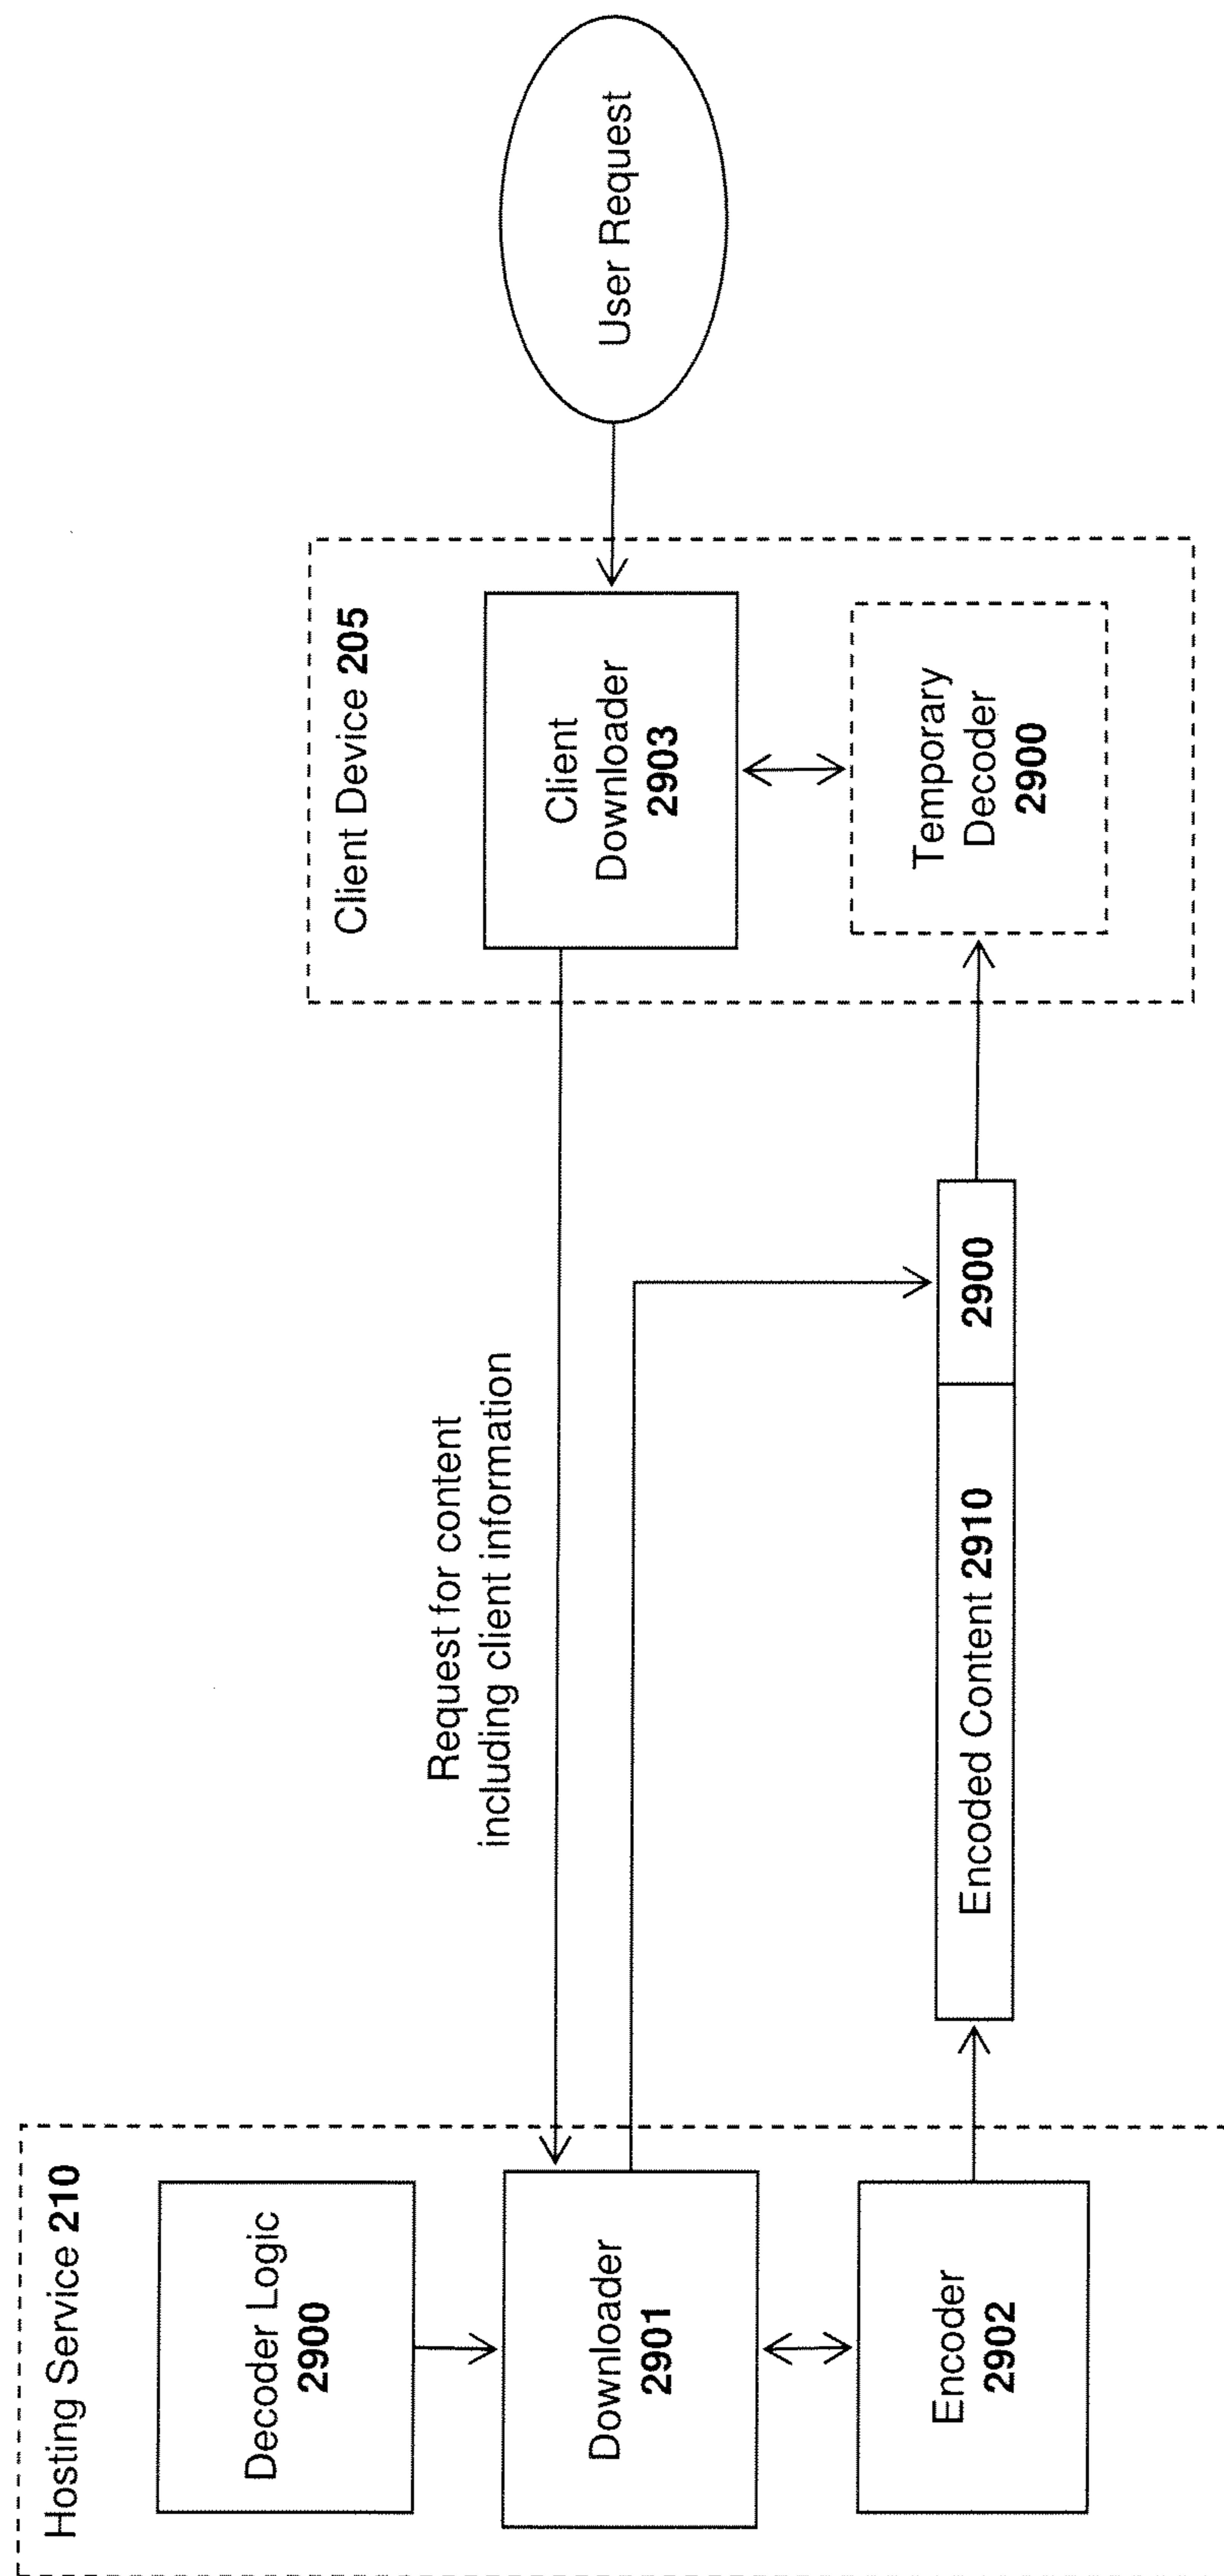 Hosting Service 210
Decoder Logic
2900
Downloader
2901
Encoder
2902
Request for content
including client information
Encoded Content 2910
2900
Client Device 205
Client
Downloader
2903
Temporary
Decoder
2900
User Request